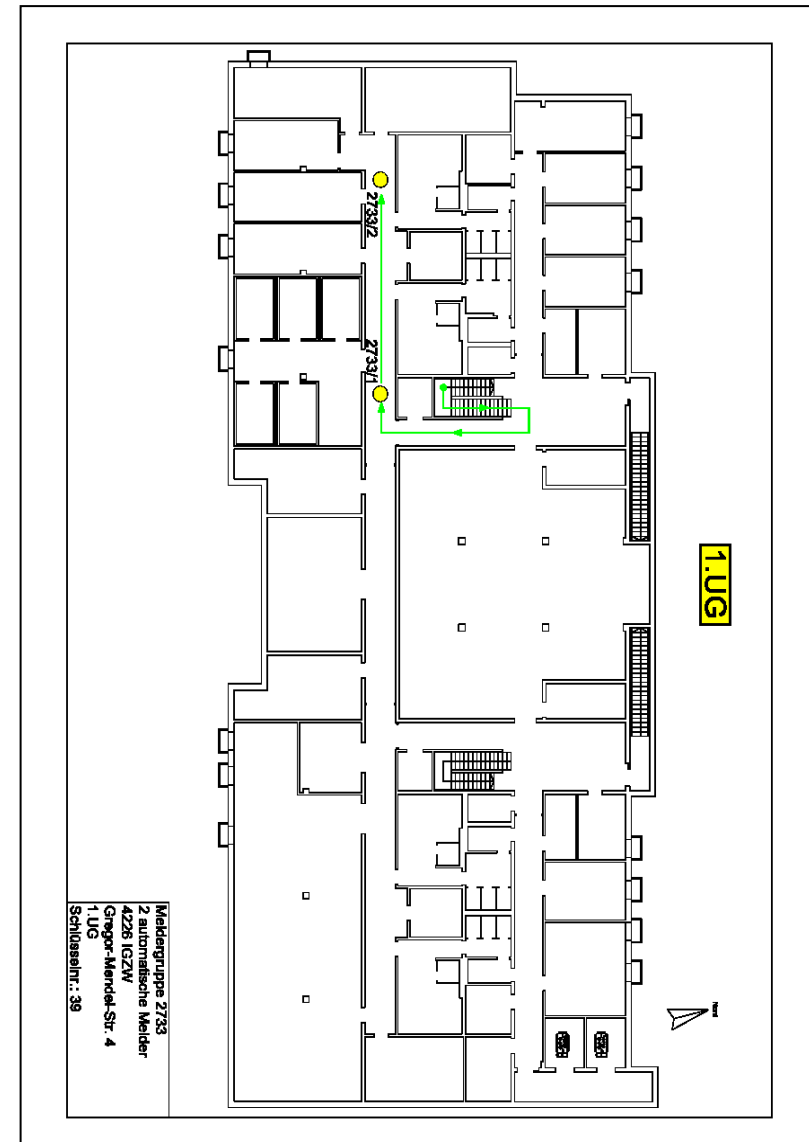 1.UG
Nord
2733/2
2733/1
Meldergruppe 2733
2 automatische Melder
4226 IGZW
Gregor-Mendel-Str. 4
1.UG
Schlüsselnr.: 39